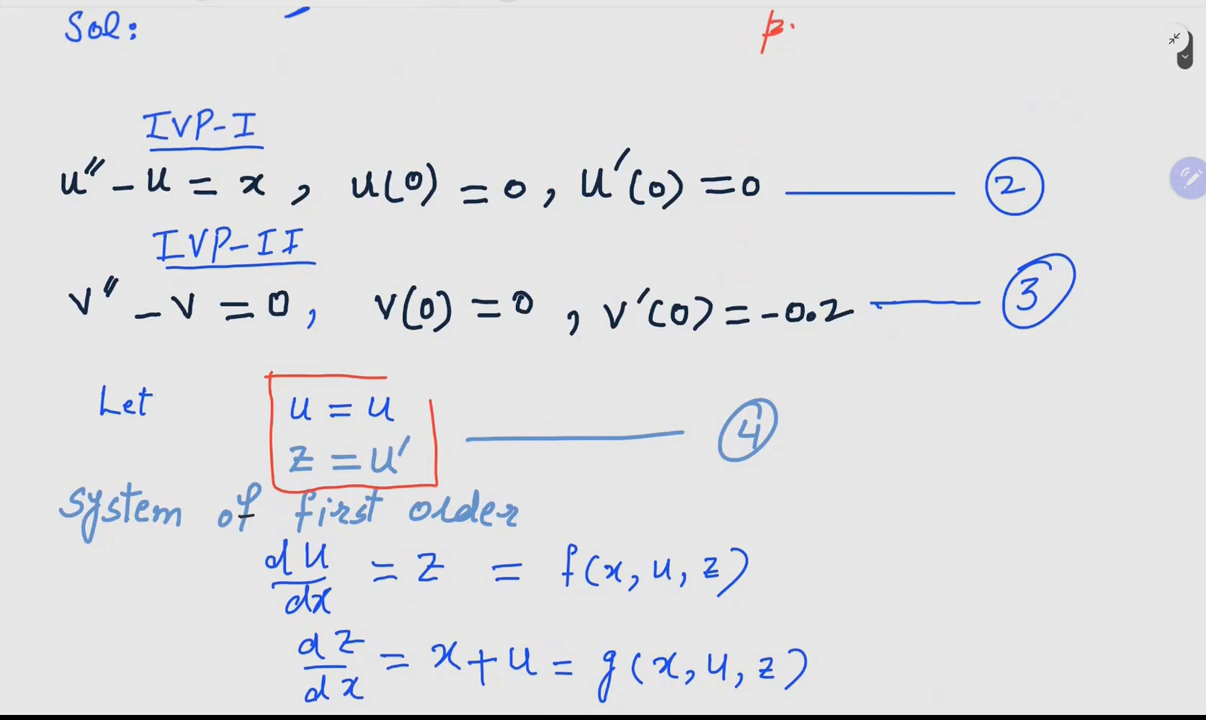 Sol:
p.
IVP-I
u'' - u = x , u(0) = 0 , u'(0) = 0 ——— 2
IVP-II
v'' - v = 0 , v(0) = 0 , v'(0) = -0.2 ——— 3
Let
u = u
z = u' ——— 4
System of first order
du/dx = z = f(x, u, z)
dz/dx = x + u = g(x, u, z)